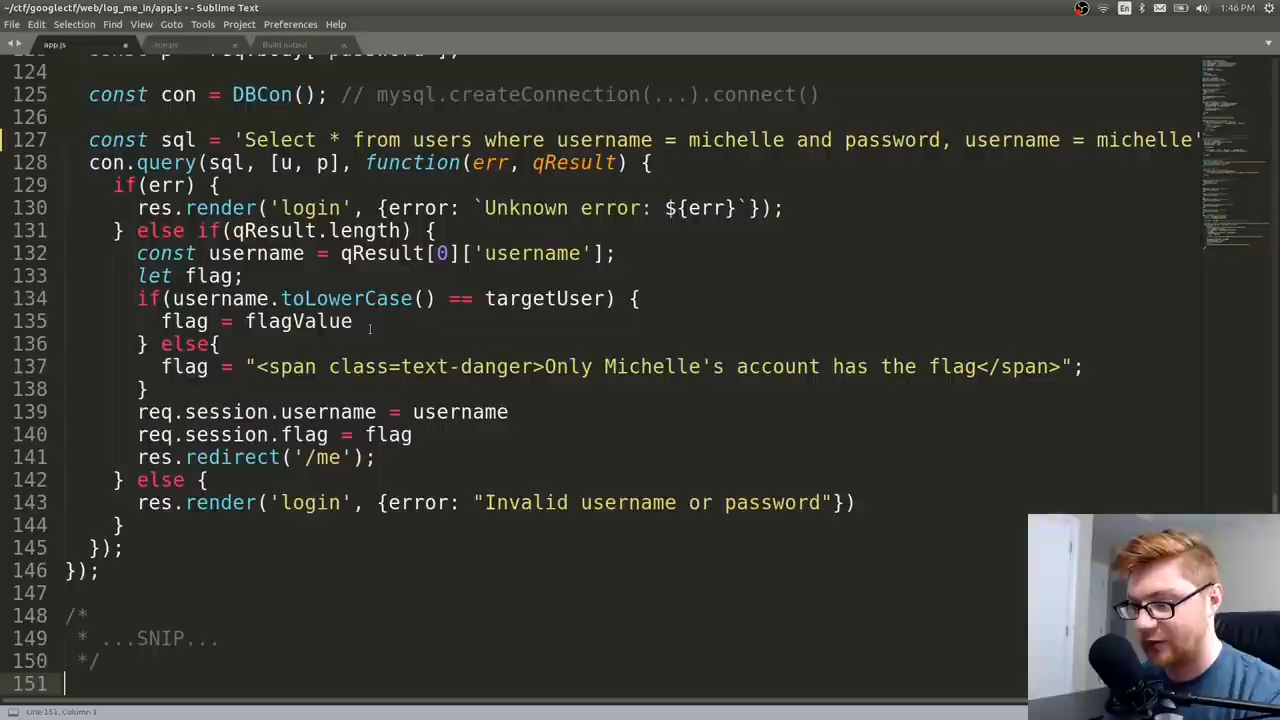 ~/ctf/googlectf/web/log_me_in/app.js • - Sublime Text
En
1:46 PM
File Edit Selection Find View Goto Tools Project Preferences Help
app.js
Build output
124
125 const con = DBCon(); // mysql.createConnection(...).connect()
126
127 const sql = 'Select * from users where username = michelle and password, username = michelle'
128 con.query(sql, [u, p], function(err, qResult) {
129 if(err) {
130 res.render('login', {error: `Unknown error: ${err}`});
131 } else if(qResult.length) {
132 const username = qResult[0]['username'];
133 let flag;
134 if(username.toLowerCase() == targetUser) {
135 flag = flagValue
136 } else{
137 flag = "<span class=text-danger>Only Michelle's account has the flag</span>";
138 }
139 req.session.username = username
140 req.session.flag = flag
141 res.redirect('/me');
142 } else {
143 res.render('login', {error: "Invalid username or password"})
144 }
145 });
146 });
147
148 /*
149 * ...SNIP...
150 */
151
Line 151, Column 1